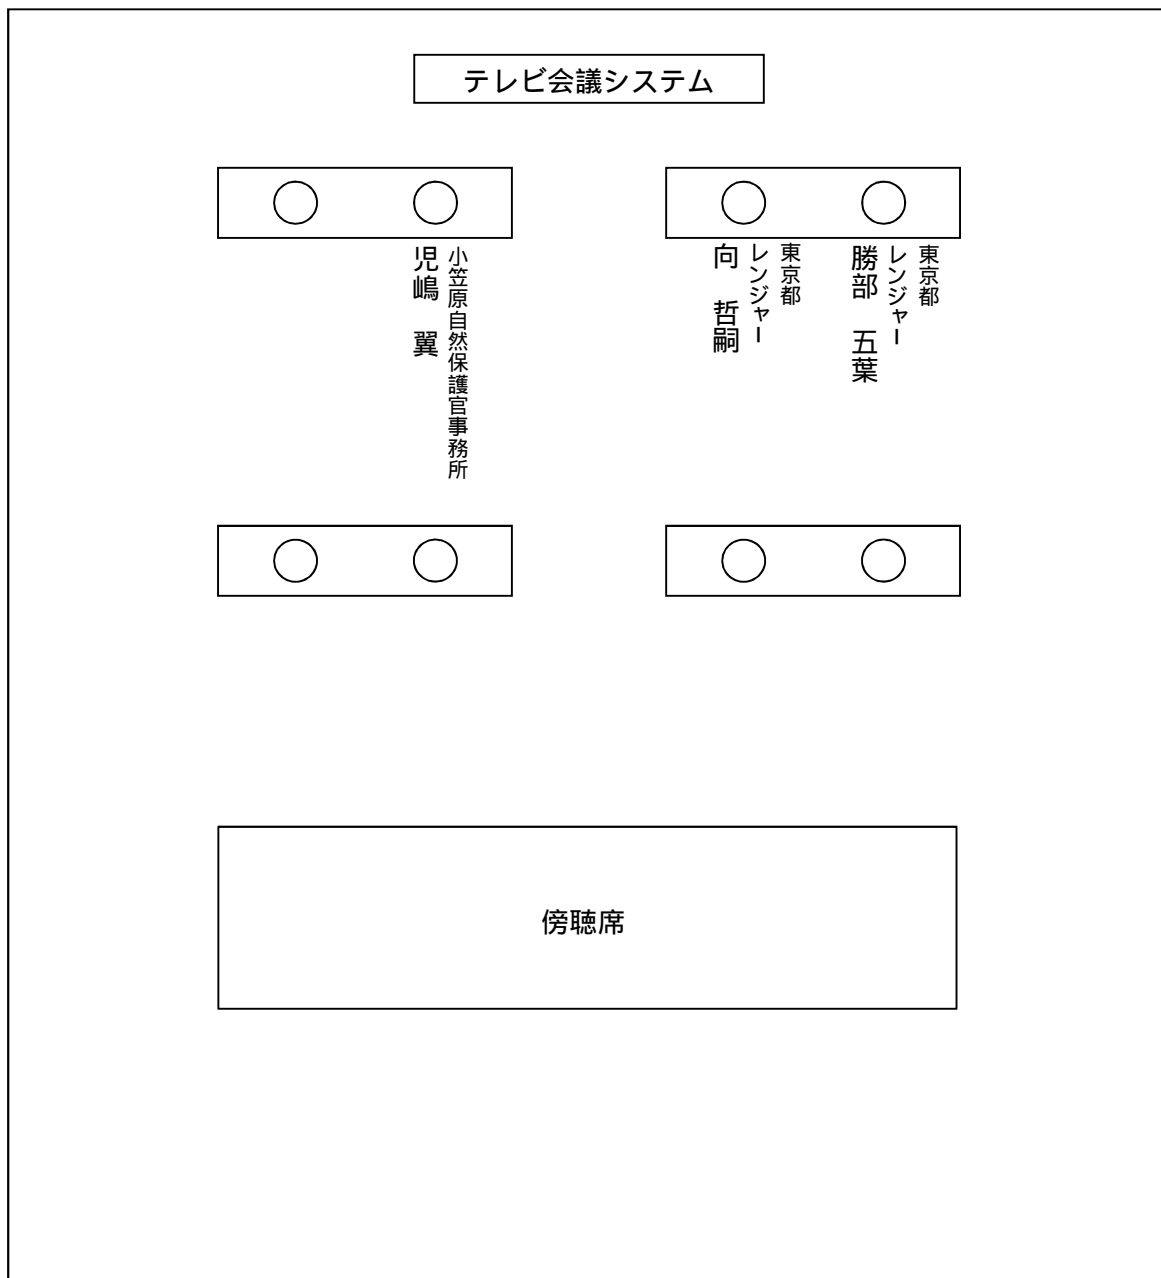 テレビ会議システム
東京都
レンジャー
勝部 五葉
東京都
レンジャー
向 哲嗣
小笠原自然保護官事務所
児嶋 翼
傍聴席